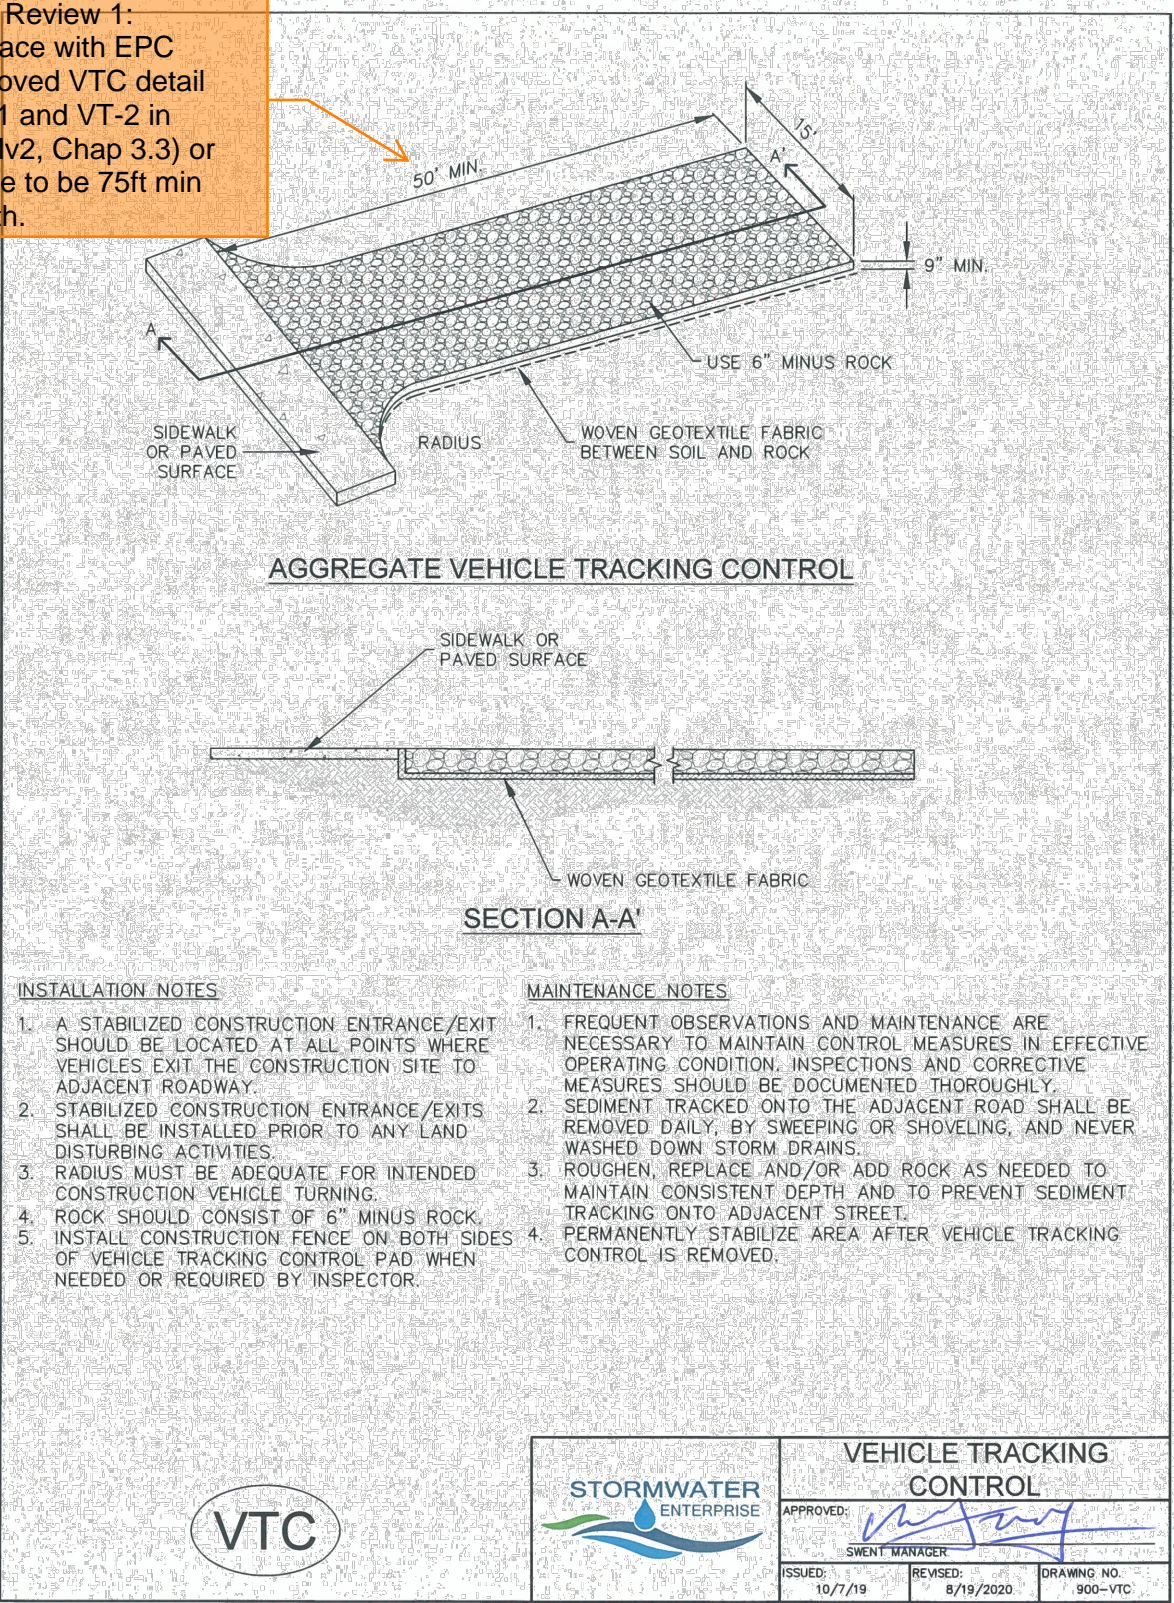 Review 1:
ace with EPC
oved VTC detail
1 and VT-2 in
v2, Chap 3.3) or
e to be 75ft min
h.
50' MIN.
15'
A'
9" MIN.
A
USE 6" MINUS ROCK
SIDEWALK
OR PAVED
SURFACE
RADIUS
WOVEN GEOTEXTILE FABRIC
BETWEEN SOIL AND ROCK
AGGREGATE VEHICLE TRACKING CONTROL
SIDEWALK OR
PAVED SURFACE
WOVEN GEOTEXTILE FABRIC
SECTION A-A'
INSTALLATION NOTES
1. A STABILIZED CONSTRUCTION ENTRANCE/EXIT
SHOULD BE LOCATED AT ALL POINTS WHERE
VEHICLES EXIT THE CONSTRUCTION SITE TO
ADJACENT ROADWAY.
2. STABILIZED CONSTRUCTION ENTRANCE/EXITS
SHALL BE INSTALLED PRIOR TO ANY LAND
DISTURBING ACTIVITIES.
3. RADIUS MUST BE ADEQUATE FOR INTENDED
CONSTRUCTION VEHICLE TURNING.
4. ROCK SHOULD CONSIST OF 6" MINUS ROCK.
5. INSTALL CONSTRUCTION FENCE ON BOTH SIDES
OF VEHICLE TRACKING CONTROL PAD WHEN
NEEDED OR REQUIRED BY INSPECTOR.
MAINTENANCE NOTES
1. FREQUENT OBSERVATIONS AND MAINTENANCE ARE
NECESSARY TO MAINTAIN CONTROL MEASURES IN EFFECTIVE
OPERATING CONDITION. INSPECTIONS AND CORRECTIVE
MEASURES SHOULD BE DOCUMENTED THOROUGHLY.
2. SEDIMENT TRACKED ONTO THE ADJACENT ROAD SHALL BE
REMOVED DAILY, BY SWEEPING OR SHOVELING, AND NEVER
WASHED DOWN STORM DRAINS.
3. ROUGHEN, REPLACE AND/OR ADD ROCK AS NEEDED TO
MAINTAIN CONSISTENT DEPTH AND TO PREVENT SEDIMENT
TRACKING ONTO ADJACENT STREET.
4. PERMANENTLY STABILIZE AREA AFTER VEHICLE TRACKING
CONTROL IS REMOVED.
VTC
STORMWATER
ENTERPRISE
VEHICLE TRACKING
CONTROL
APPROVED:
SWENT MANAGER
ISSUED:
10/7/19
REVISED:
8/19/2020
DRAWING NO.
900-VTC